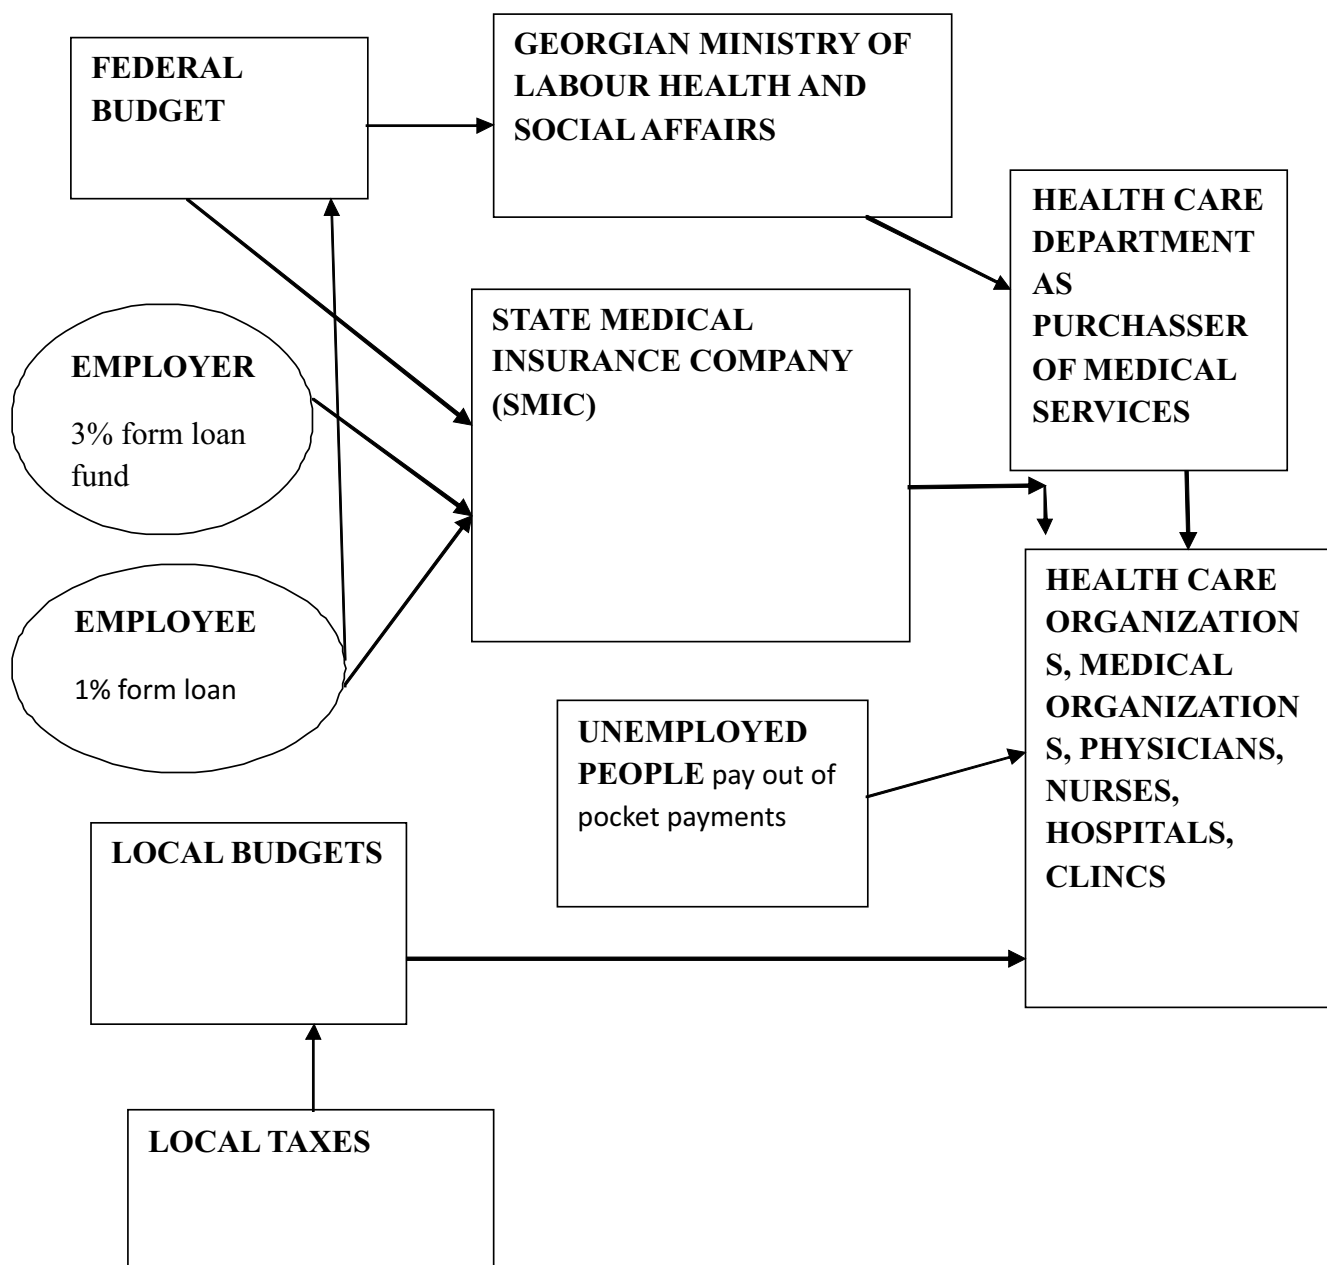 FEDERAL
BUDGET
GEORGIAN MINISTRY OF
LABOUR HEALTH AND
SOCIAL AFFAIRS
HEALTH CARE
DEPARTMENT
AS
PURCHASSER
OF MEDICAL
SERVICES
STATE MEDICAL
INSURANCE COMPANY
(SMIC)
EMPLOYER
3% form loan
fund
EMPLOYEE
1% form loan
HEALTH CARE
ORGANIZATION
S, MEDICAL
ORGANIZATION
S, PHYSICIANS,
NURSES,
HOSPITALS,
CLINCS
UNEMPLOYED
PEOPLE pay out of
pocket payments
LOCAL BUDGETS
LOCAL TAXES